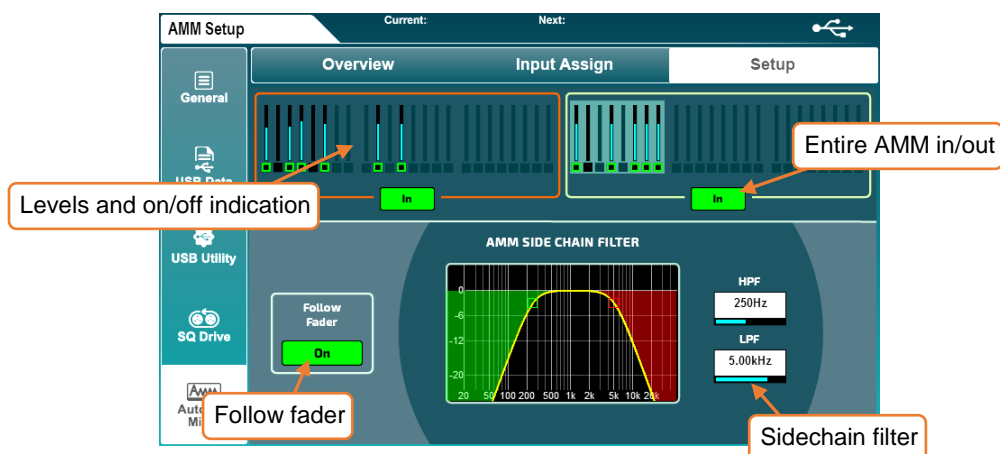 AMM Setup
Current:
Next:
Overview
Input Assign
Setup
General
Entire AMM in/out
USB Data
Levels and on/off indication
In
In
USB Utility
AMM SIDE CHAIN FILTER
HPF
250Hz
Follow
Fader
On
0
-6
-12
-20
20 50 100 200 500 1k 2k 5k 10k 20k
SQ Drive
LPF
5.00kHz
Follow fader
Sidechain filter